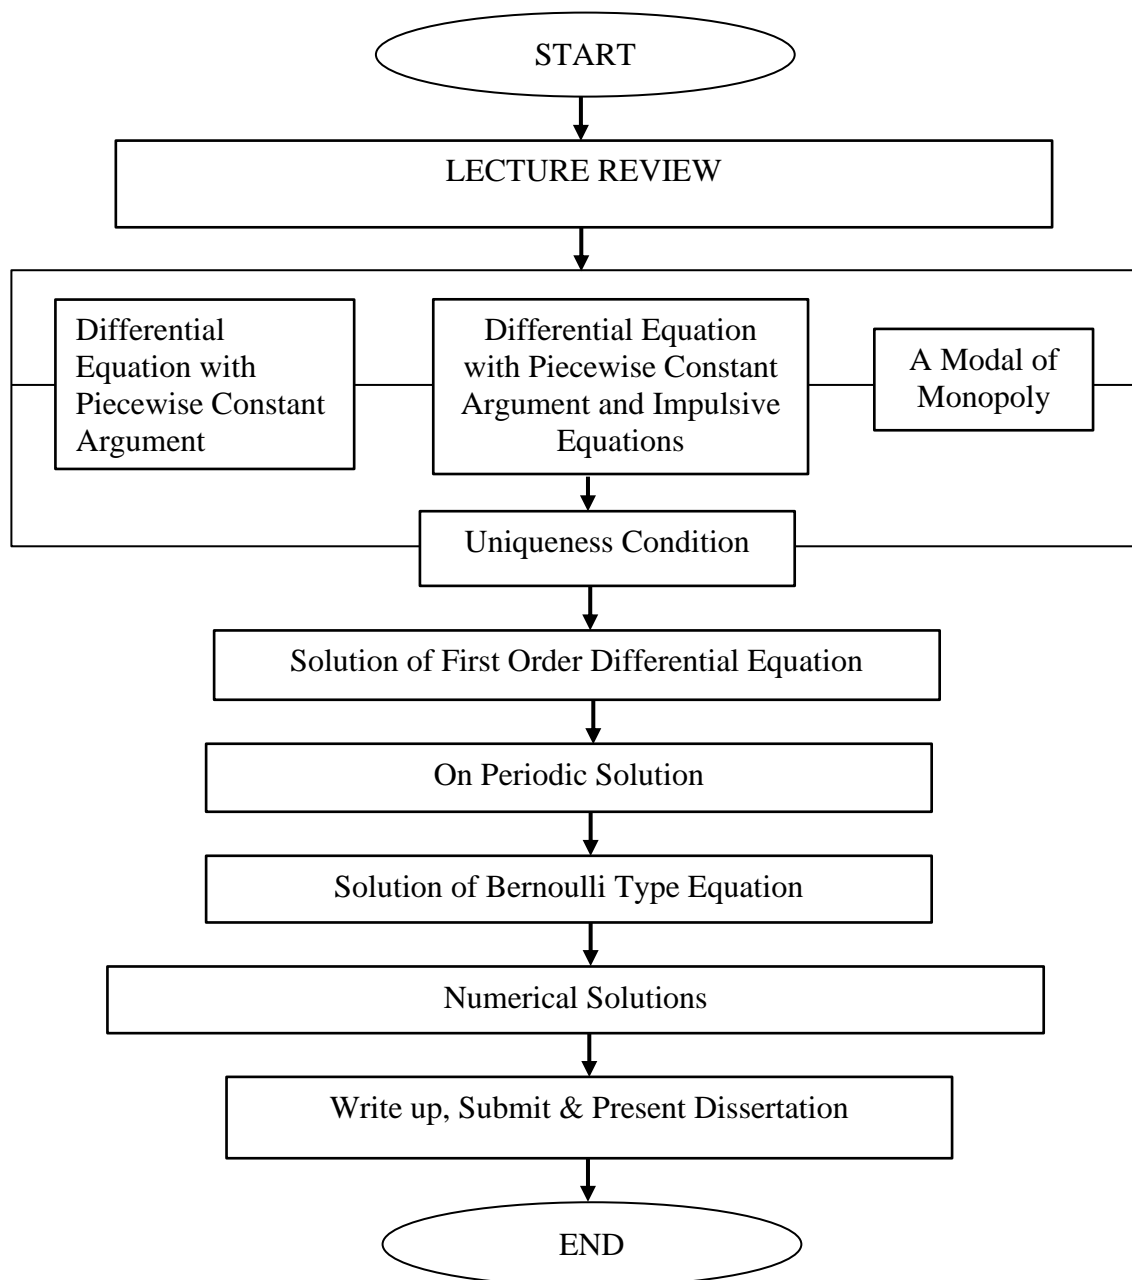 START
LECTURE REVIEW
Differential
Equation with
Piecewise Constant
Argument
Differential Equation
with Piecewise Constant
Argument and Impulsive
Equations
A Modal of
Monopoly
Uniqueness Condition
Solution of First Order Differential Equation
On Periodic Solution
Solution of Bernoulli Type Equation
Numerical Solutions
Write up, Submit & Present Dissertation
END